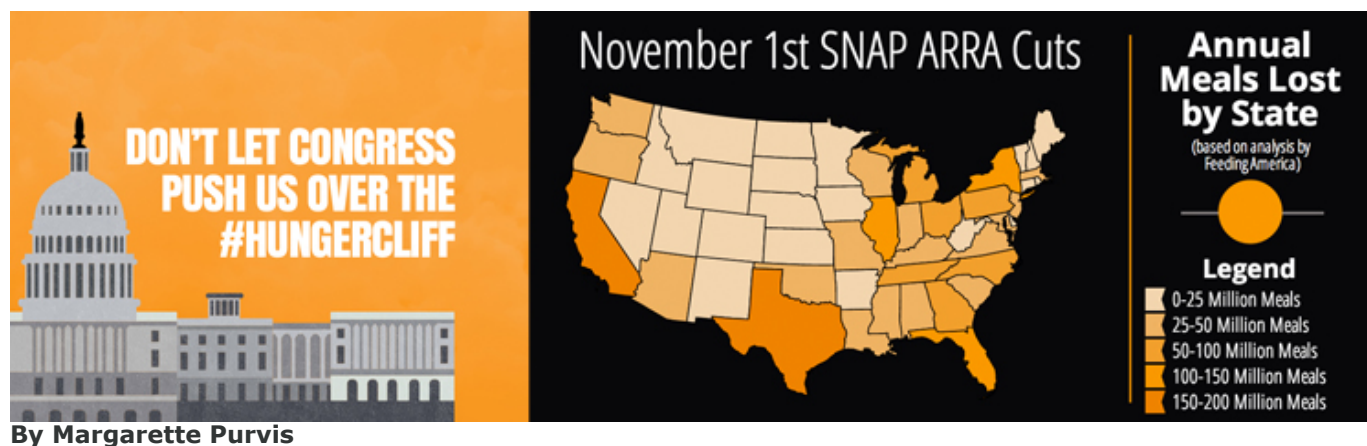 DON'T LET CONGRESS
PUSH US OVER THE
#HUNGERCLIFF
November 1st SNAP ARRA Cuts
Annual
Meals Lost
by State
(based on analysis by
Feeding America)
Legend
0-25 Million Meals
25-50 Million Meals
50-100 Million Meals
100-150 Million Meals
150-200 Million Meals
By Margarette Purvis